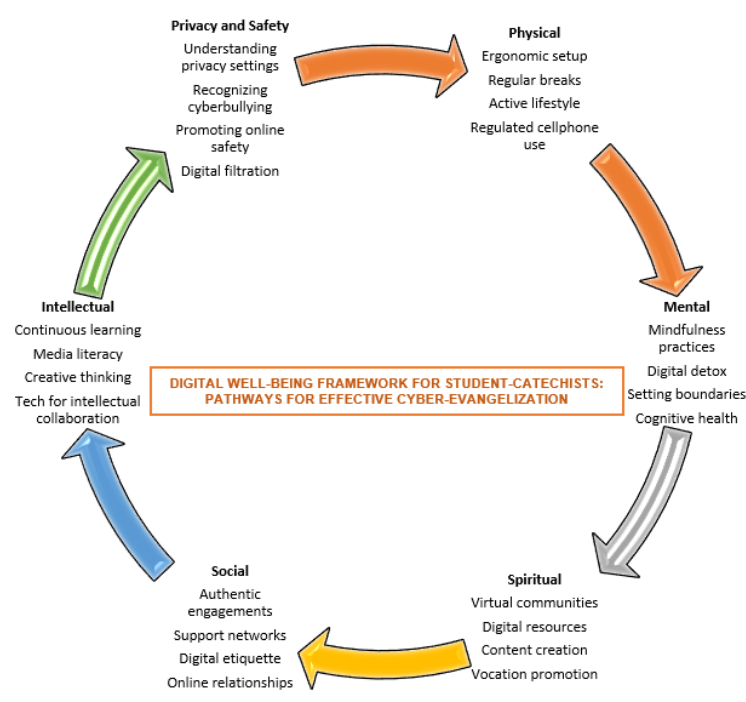 Privacy and Safety
Understanding
privacy settings
Recognizing
cyberbullying
Promoting online
safety
Digital filtration
Physical
Ergonomic setup
Regular breaks
Active lifestyle
Regulated cellphone
use
Mental
Mindfulness
practices
Digital detox
Setting boundaries
Cognitive health
Spiritual
Virtual communities
Digital resources
Content creation
Vocation promotion
Social
Authentic
engagements
Support networks
Digital etiquette
Online relationships
Intellectual
Continuous learning
Media literacy
Creative thinking
Tech for intellectual
collaboration
DIGITAL WELL-BEING FRAMEWORK FOR STUDENT-CATECHISTS:
PATHWAYS FOR EFFECTIVE CYBER-EVANGELIZATION